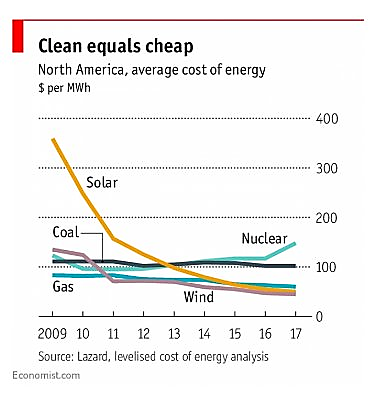 Clean equals cheap
North America, average cost of energy
$ per MWh
400
300
Solar
200
Coal
Nuclear
100
Gas
Wind
0
2009 10 11 12 13 14 15 16 17
Source: Lazard, levelised cost of energy analysis
Economist.com